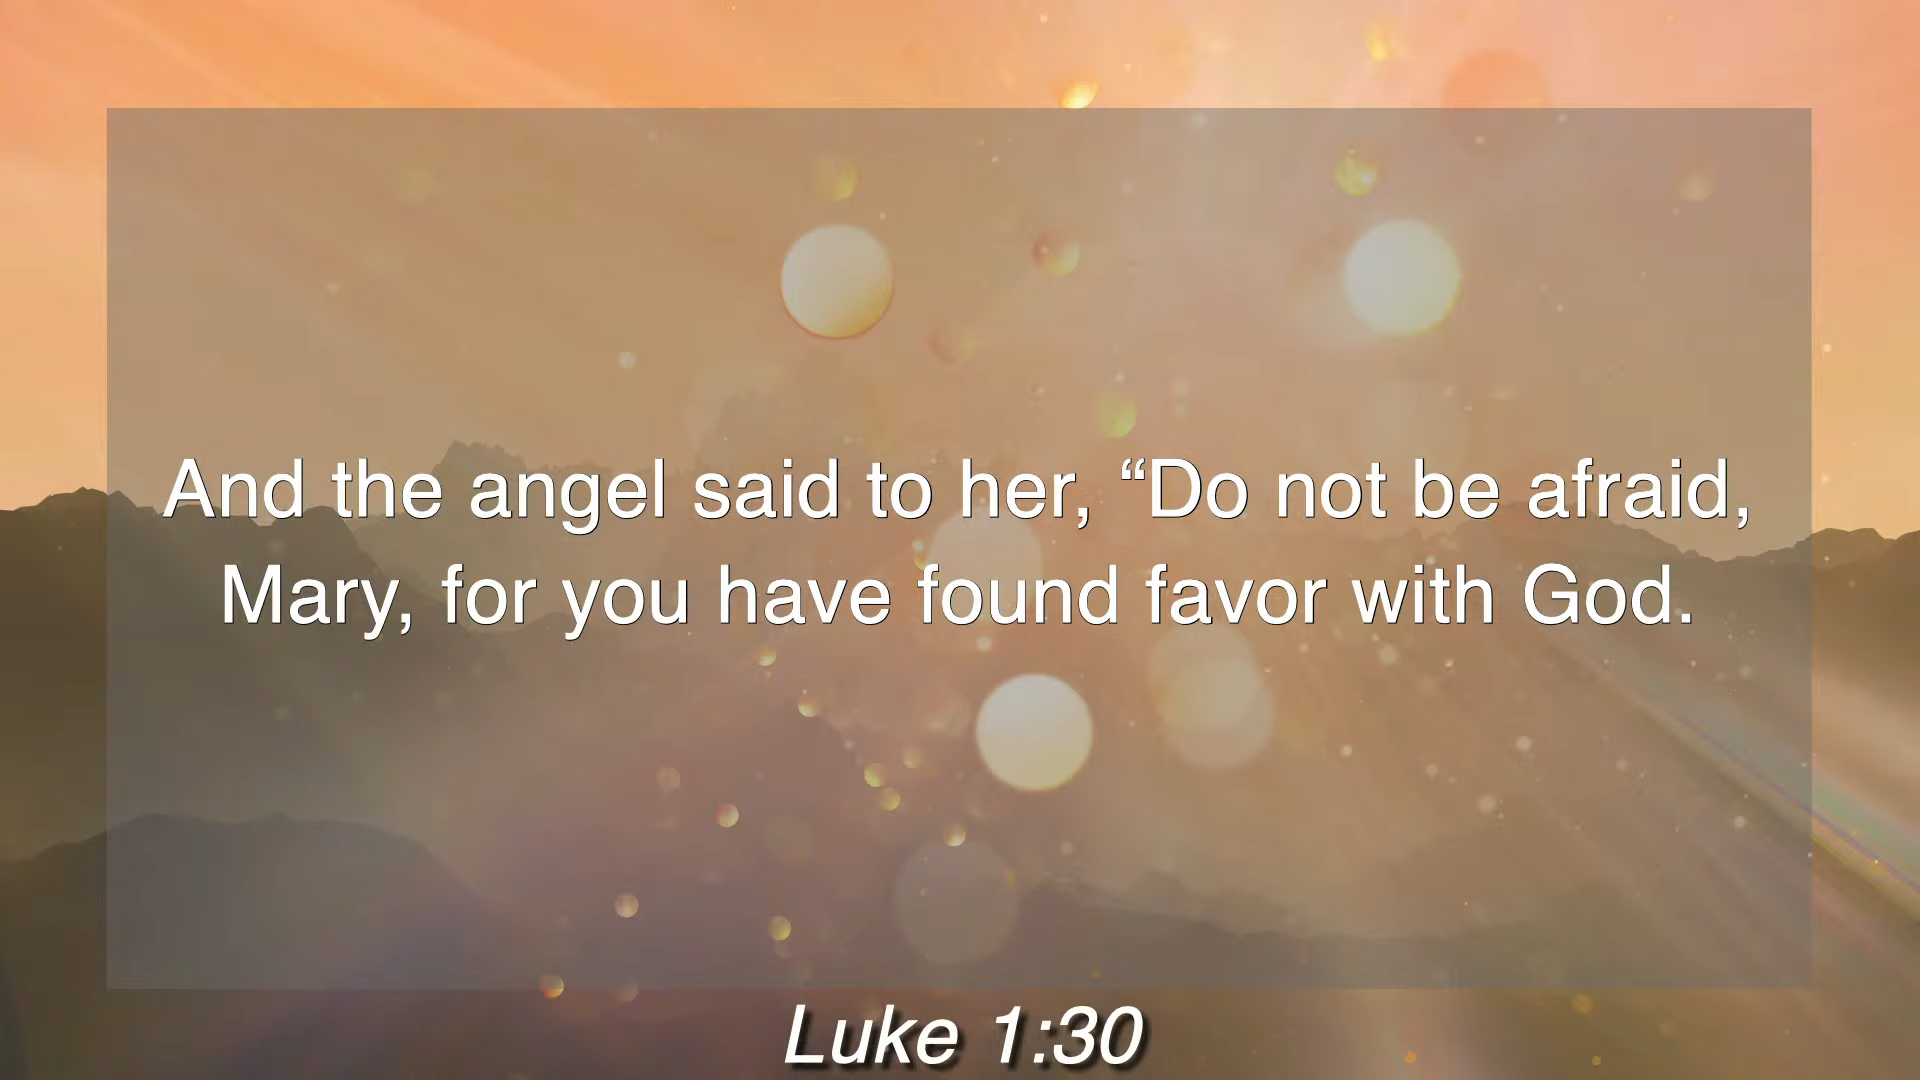 And the angel said to her, “Do not be afraid,
Mary, for you have found favor with God.
Luke 1:30